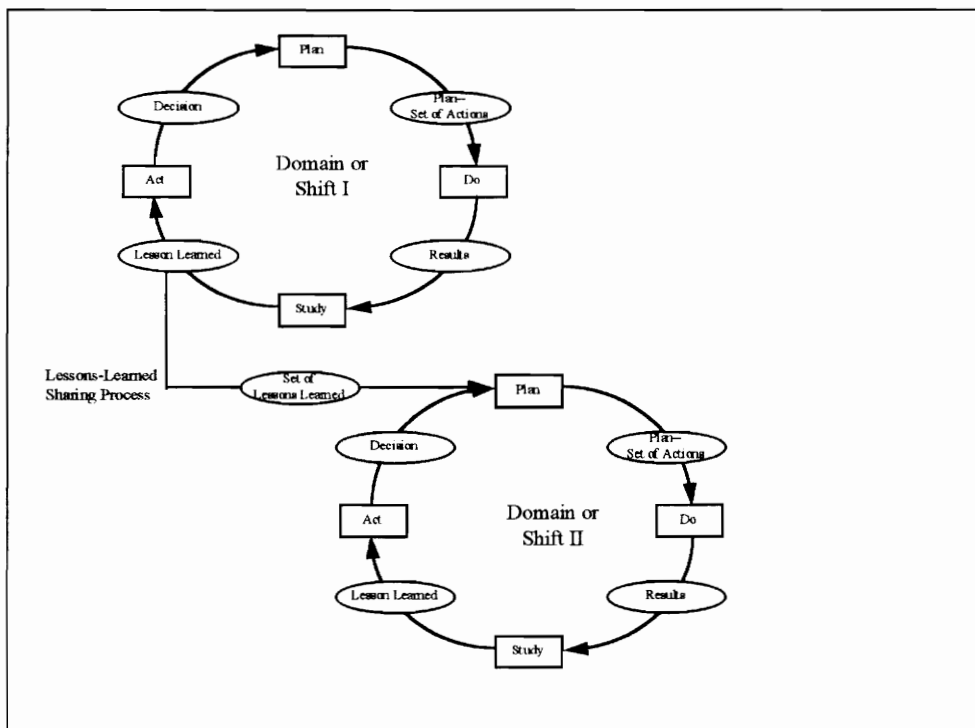 Plan
Decision
Plan–
Set of Actions
Domain or
Shift I
Act
Do
Lesson Learned
Results
Study
Lessons-Learned
Sharing Process
Set of
Lessons Learned
Plan
Decision
Plan–
Set of Actions
Domain or
Shift II
Act
Do
Lesson Learned
Results
Study